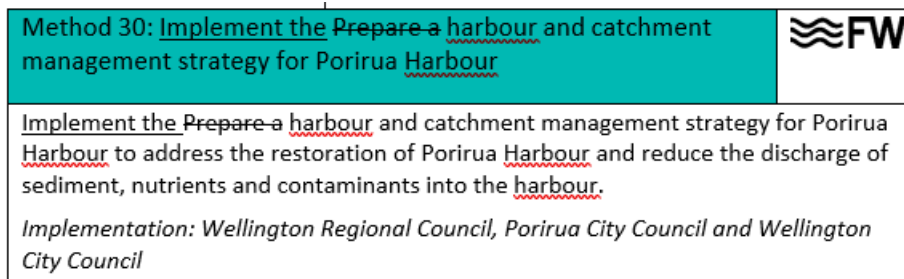 Method 30: Implement the Prepare a harbour and catchment
management strategy for Porirua Harbour
FW
Implement the Prepare a harbour and catchment management strategy for Porirua
Harbour to address the restoration of Porirua Harbour and reduce the discharge of
sediment, nutrients and contaminants into the harbour.
Implementation: Wellington Regional Council, Porirua City Council and Wellington
City Council